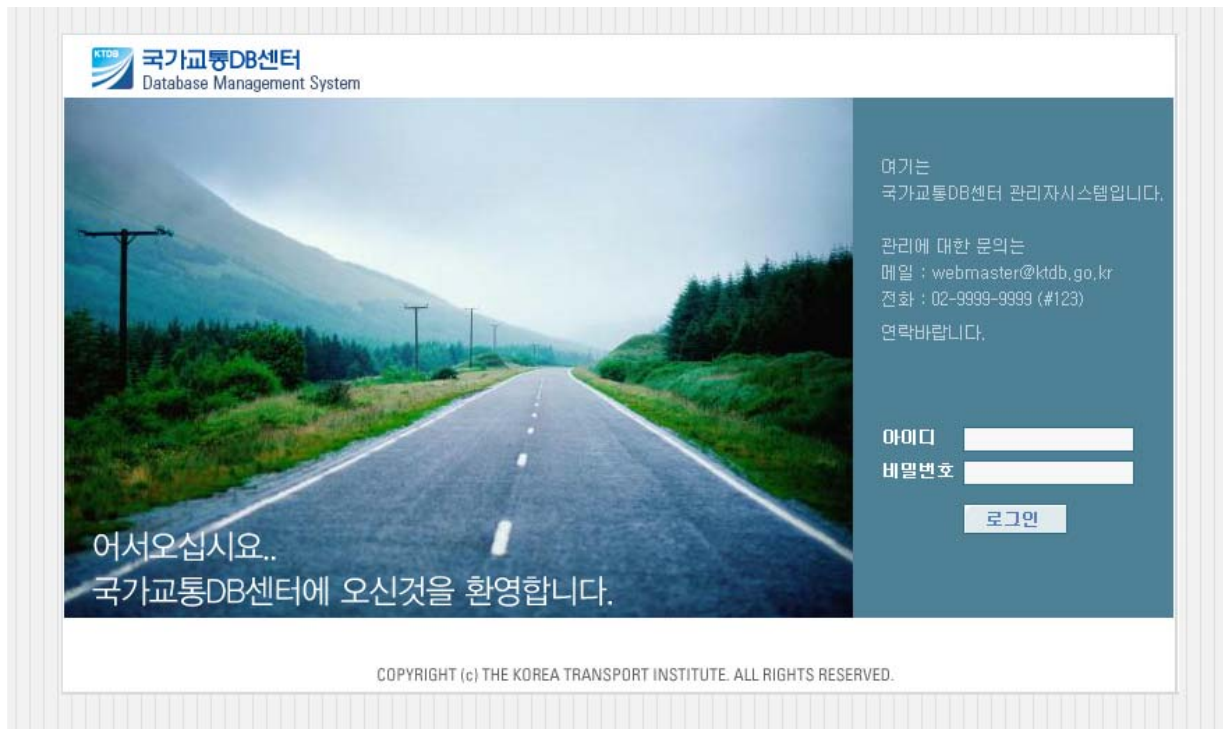 KTDB
국가교통DB센터
Database Management System
여기는
국가교통DB센터 관리자시스템입니다.
관리에 대한 문의는
메일 : webmaster@ktdb.go.kr
전화 : 02-9999-9999 (#123)
연락바랍니다.
아이디
비밀번호
로그인
어서오십시요..
국가교통DB센터에 오신것을 환영합니다.
COPYRIGHT (c) THE KOREA TRANSPORT INSTITUTE. ALL RIGHTS RESERVED.